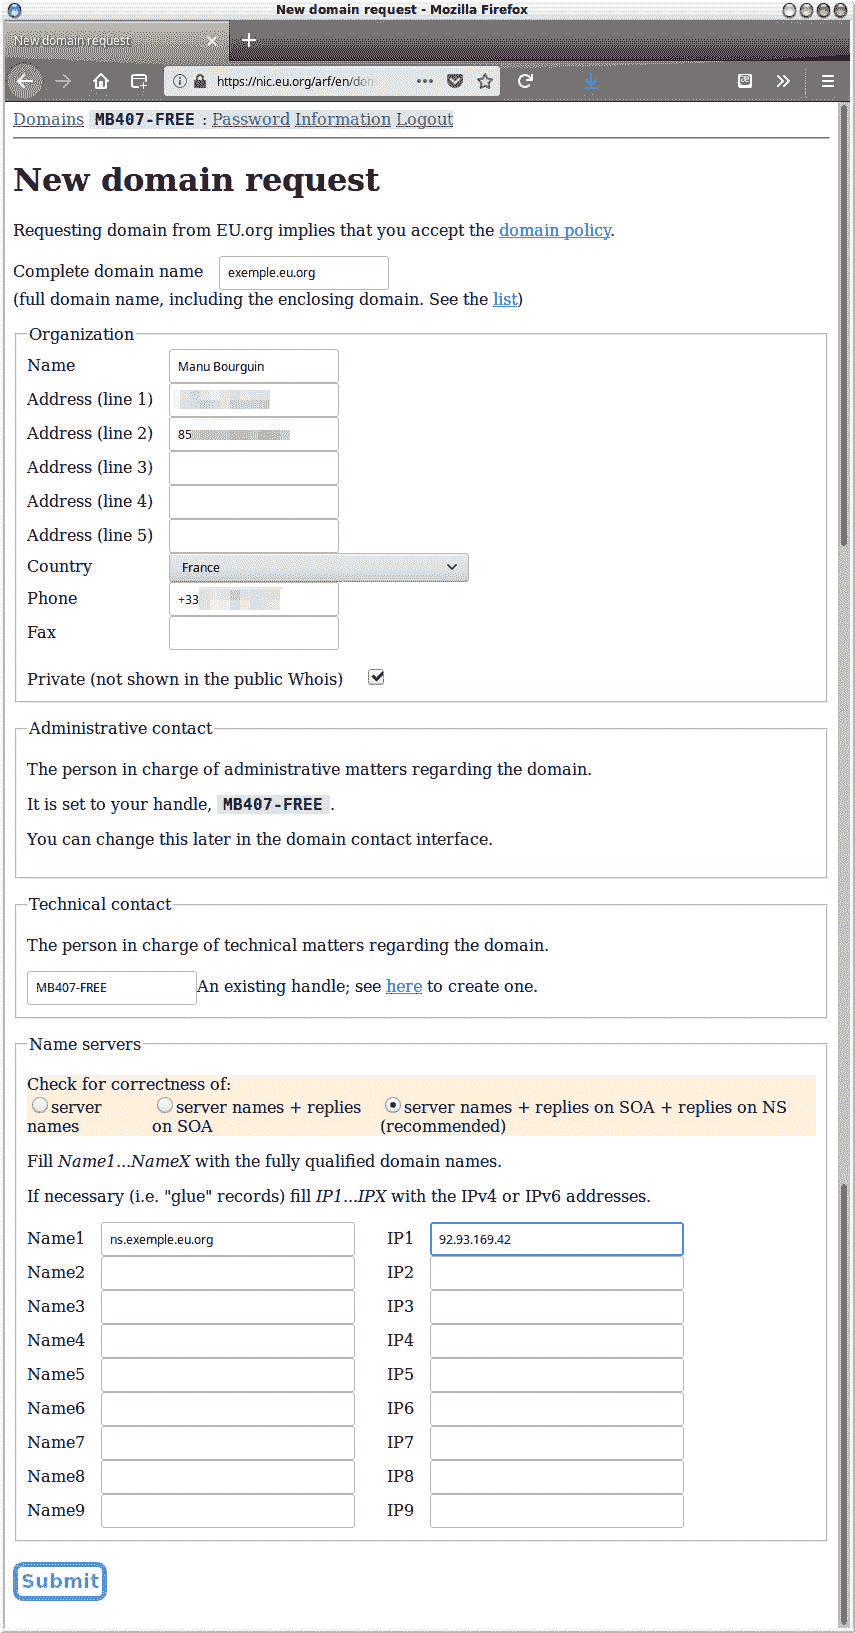 New domain request - Mozilla Firefox
New domain request
https://nic.eu.org/arf/en/don
Domains MB407-FREE : Password Information Logout
New domain request
Requesting domain from EU.org implies that you accept the domain policy.
Complete domain name exemple.eu.org
(full domain name, including the enclosing domain. See the list)
Organization
Name Manu Bourguin
Address (line 1)
Address (line 2) 85
Address (line 3)
Address (line 4)
Address (line 5)
Country France
Phone +33
Fax
Private (not shown in the public Whois)
Administrative contact
The person in charge of administrative matters regarding the domain.
It is set to your handle, MB407-FREE .
You can change this later in the domain contact interface.
Technical contact
The person in charge of technical matters regarding the domain.
MB407-FREE An existing handle; see here to create one.
Name servers
Check for correctness of:
server names + replies server names + replies on SOA + replies on NS
names on SOA (recommended)
Fill Name1...NameX with the fully qualified domain names.
If necessary (i.e. "glue" records) fill IP1...IPX with the IPv4 or IPv6 addresses.
Name1 ns.exemple.eu.org IP1 92.93.169.42
Name2 IP2
Name3 IP3
Name4 IP4
Name5 IP5
Name6 IP6
Name7 IP7
Name8 IP8
Name9 IP9
Submit